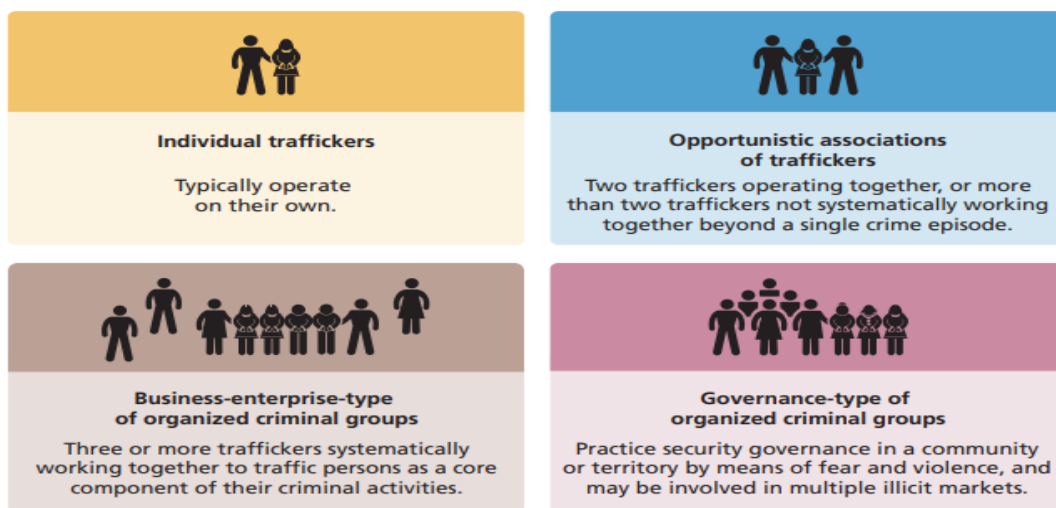 Individual traffickers
Typically operate
on their own.
Opportunistic associations
of traffickers
Two traffickers operating together, or more
than two traffickers not systematically working
together beyond a single crime episode.
Business-enterprise-type
of organized criminal groups
Three or more traffickers systematically
working together to traffic persons as a core
component of their criminal activities.
Governance-type of
organized criminal groups
Practice security governance in a community
or territory by means of fear and violence, and
may be involved in multiple illicit markets.